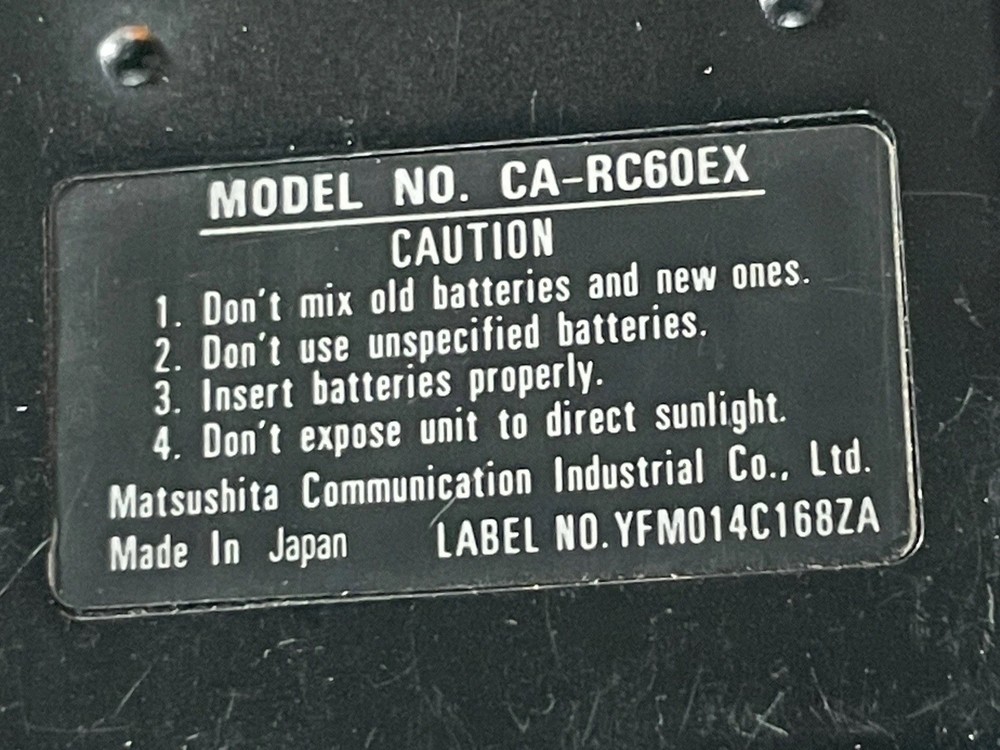 MODEL NO. CA-RC60EX
CAUTION
1. Don't mix old batteries and new ones.
2. Don't use unspecified batteries.
3. Insert batteries properly.
4. Don't expose unit to direct sunlight.
Matsushita Communication Industrial Co., Ltd.
Made In Japan LABEL NO.YFM014C168ZA